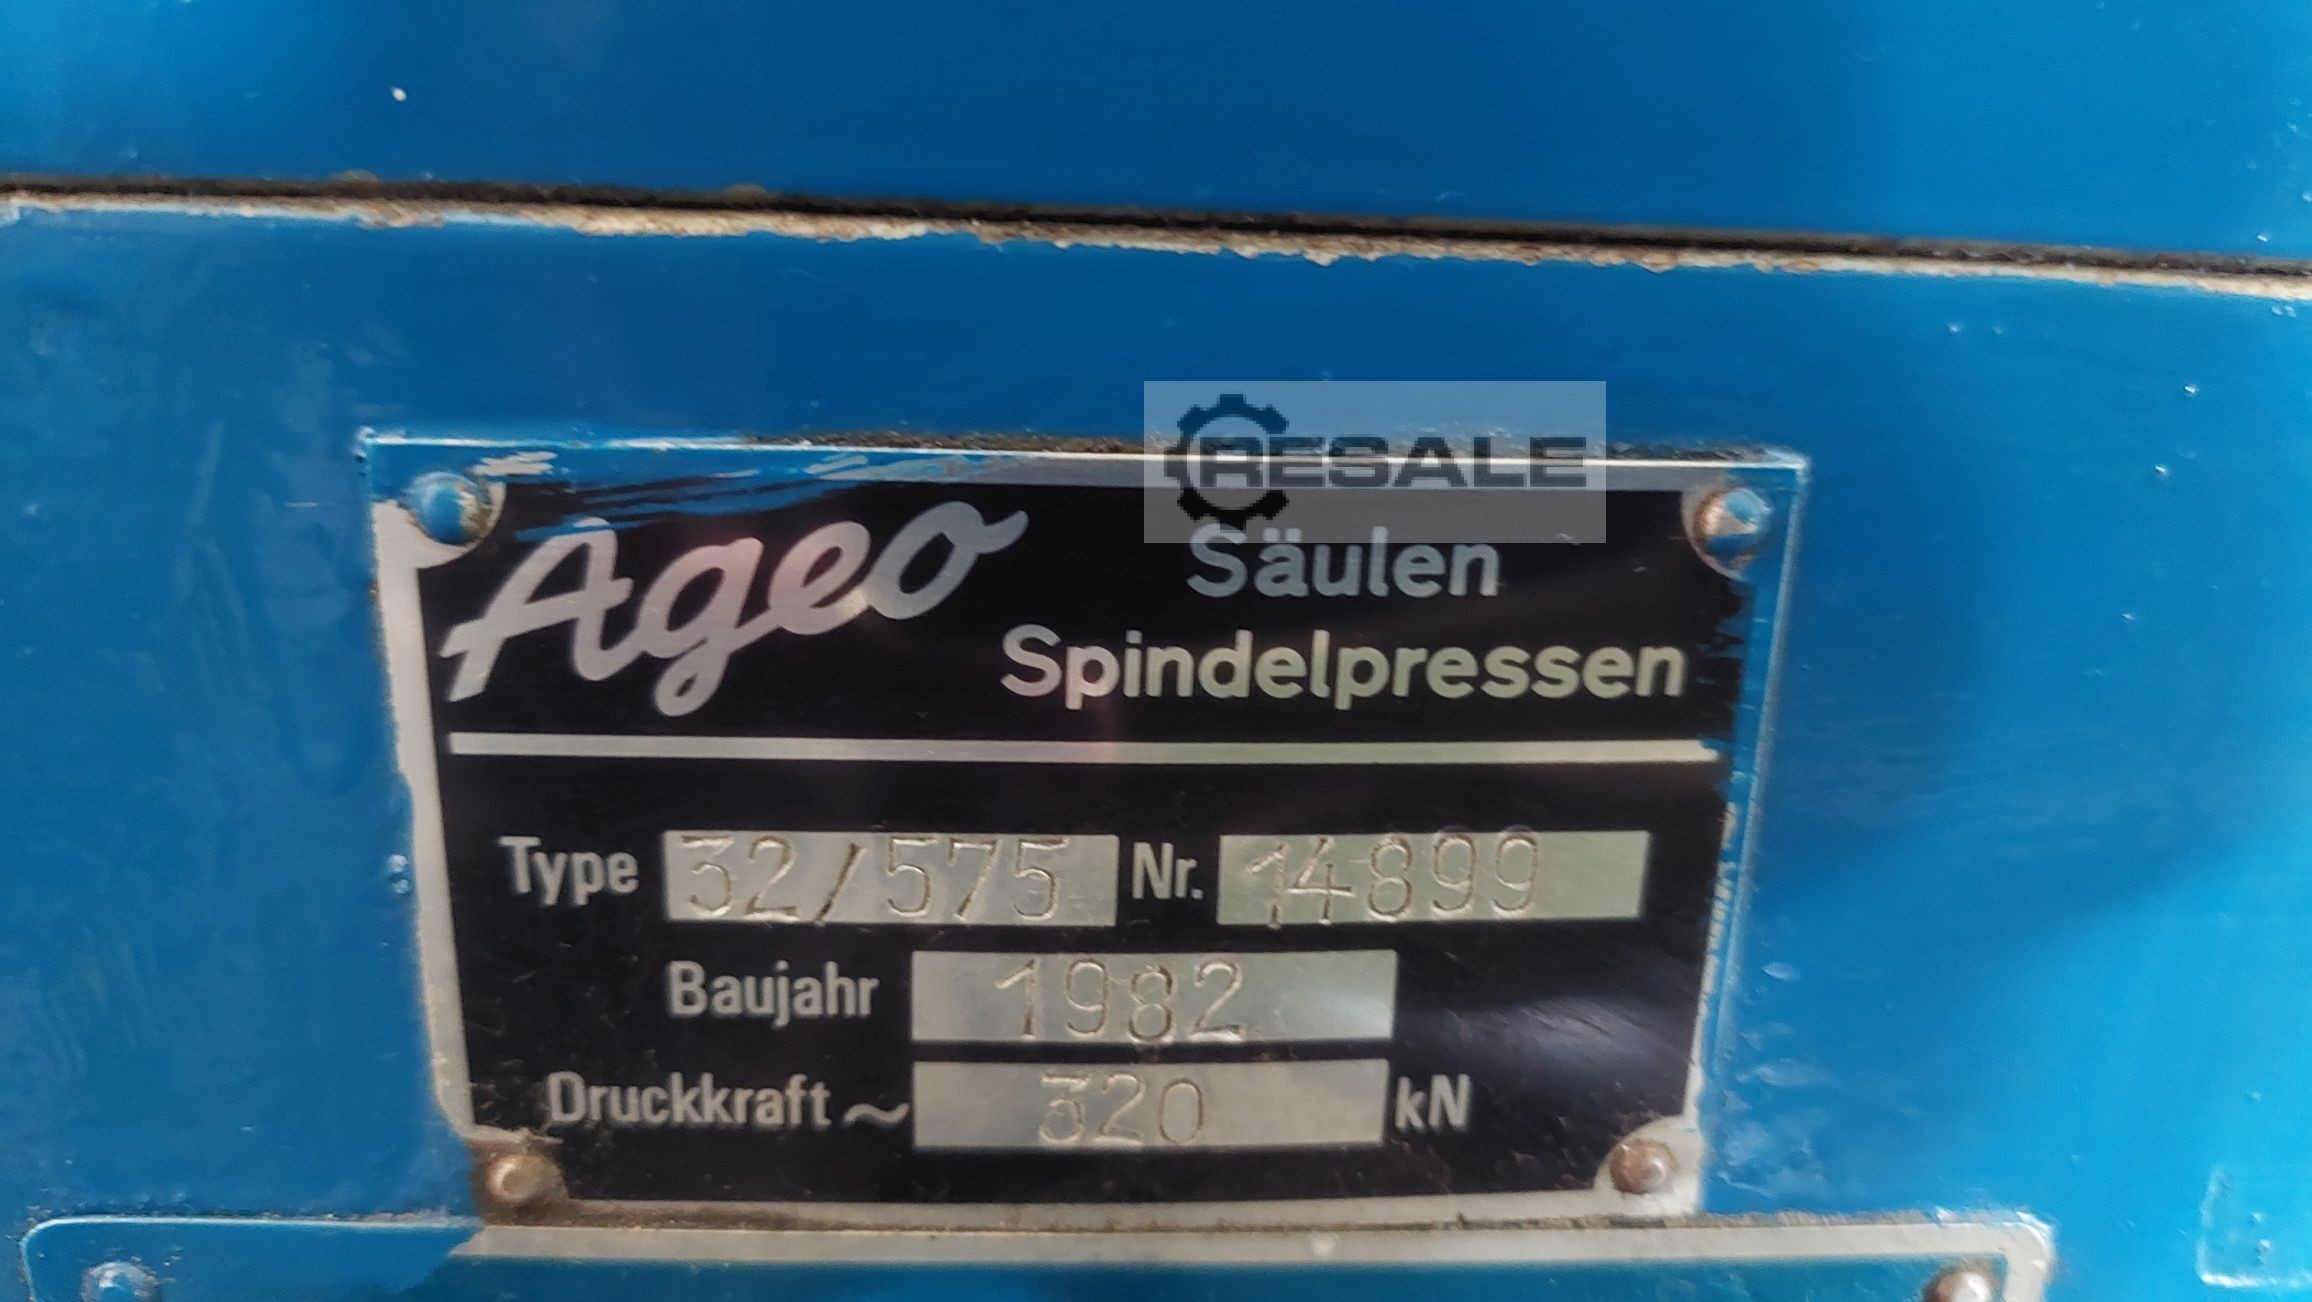 RESALE
Ageo Säulen
Spindelpressen
Type 32/575 Nr. 14899
Baujahr 1982
Druckkraft ~ 320 kN